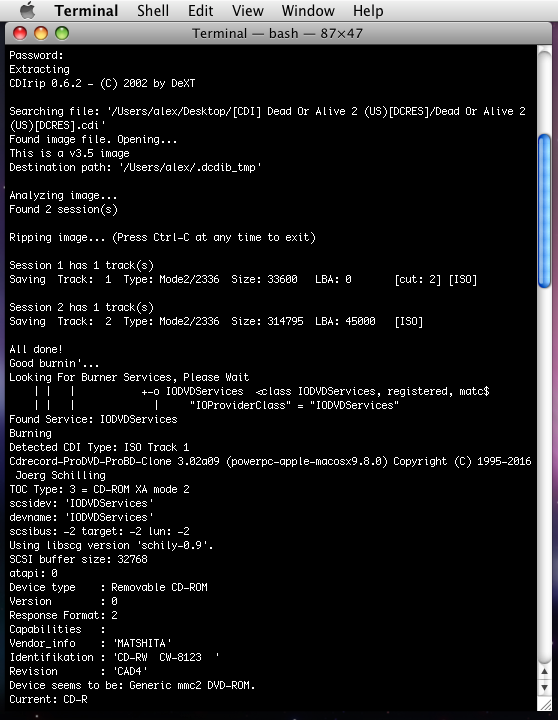 Terminal Shell Edit View Window Help
Terminal — bash — 87×47
Password:
Extracting
CDIrip 0.6.2 - (C) 2002 by DeXT
Searching file: '/Users/alex/Desktop/[CDI] Dead Or Alive 2 (US)[DCRES]/Dead Or Alive 2
(US)[DCRES].cdi'
Found image file. Opening...
This is a v3.5 image
Destination path: '/Users/alex/.dcdib_tmp'
Analyzing image...
Found 2 session(s)
Ripping image... (Press Ctrl-C at any time to exit)
Session 1 has 1 track(s)
Saving  Track:  1  Type: Mode2/2336  Size: 33600   LBA: 0       [cut: 2] [ISO]
Session 2 has 1 track(s)
Saving  Track:  2  Type: Mode2/2336  Size: 314795  LBA: 45000   [ISO]
All done!
Good burnin'...
Looking For Burner Services, Please Wait
    | |   |           +-o IODVDServices  <class IODVDServices, registered, matc$
    | |   |             |     "IOProviderClass" = "IODVDServices"
Found Service: IODVDServices
Burning
Detected CDI Type: ISO Track 1
Cdrecord-ProDVD-ProBD-Clone 3.02a09 (powerpc-apple-macosx9.8.0) Copyright (C) 1995-2016
 Joerg Schilling
TOC Type: 3 = CD-ROM XA mode 2
scsidev: 'IODVDServices'
devname: 'IODVDServices'
scsibus: -2 target: -2 lun: -2
Using libscg version 'schily-0.9'.
SCSI buffer size: 32768
atapi: 0
Device type    : Removable CD-ROM
Version        : 0
Response Format: 2
Capabilities   :
Vendor_info    : 'MATSHITA'
Identifikation : 'CD-RW  CW-8123  '
Revision       : 'CAD4'
Device seems to be: Generic mmc2 DVD-ROM.
Current: CD-R